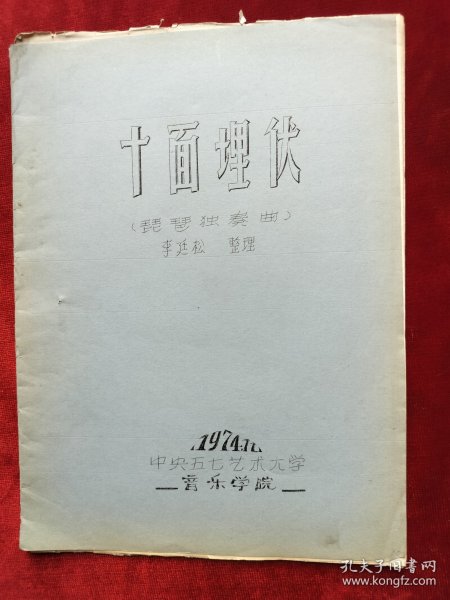 十面埋伏
（琵琶独奏曲）
李廷松 整理
1974.12
中央五七艺术大学
音乐学院
孔夫子旧书网
www.kongfz.com